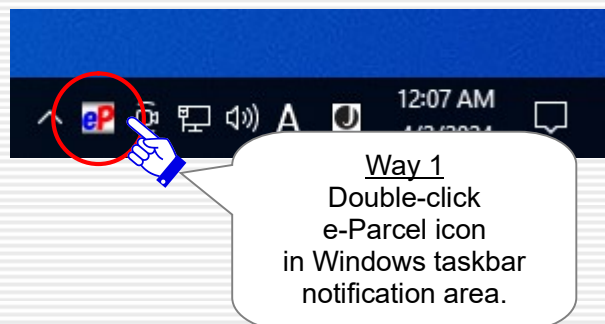 eP
A
12:07 AM
Way 1
Double-click
e-Parcel icon
in Windows taskbar
notification area.